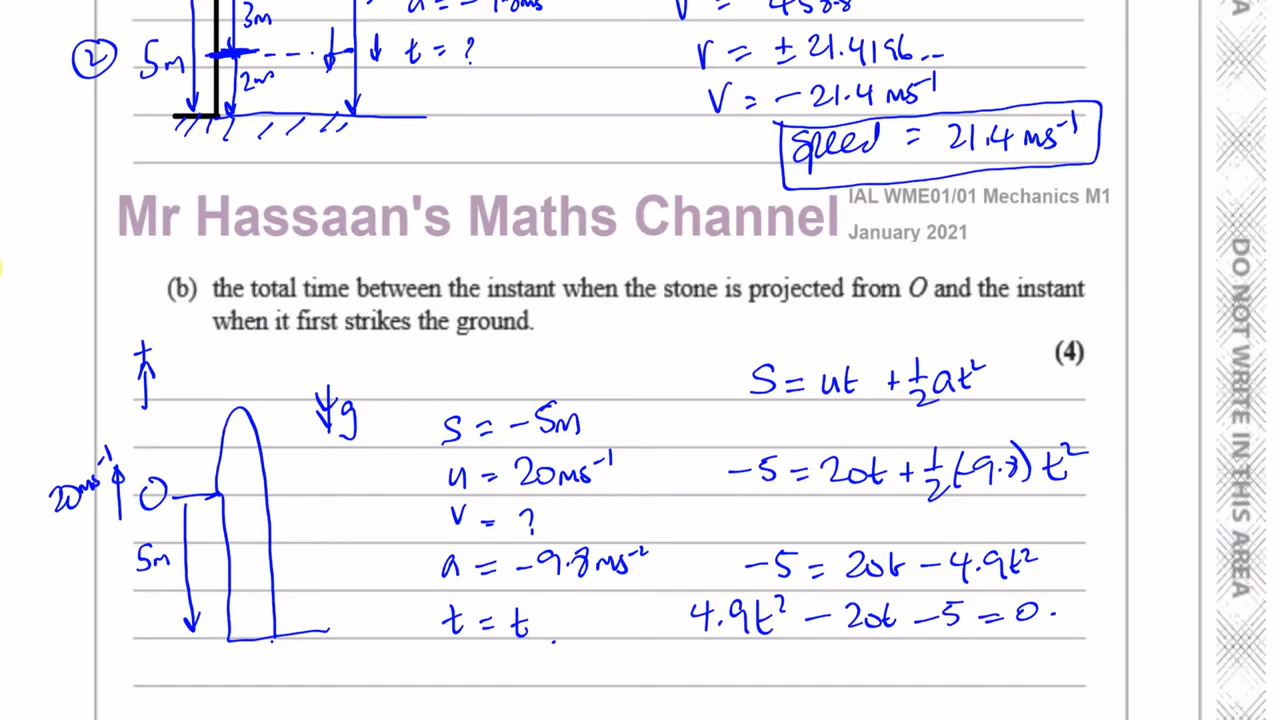 3m
② 5m t = ?
2m
v = ± 21.4196...
v = -21.4 ms⁻¹
speed = 21.4 ms⁻¹
Mr Hassaan's Maths Channel
IAL WME01/01 Mechanics M1
January 2021
(b) the total time between the instant when the stone is projected from O and the instant
when it first strikes the ground.
(4)
+
g
20ms⁻¹ O
5m
s = -5m
u = 20ms⁻¹
v = ?
a = -9.8ms⁻²
t = t
S = ut + ½at²
-5 = 20t + ½(-9.8)t²
-5 = 20t - 4.9t²
4.9t² - 20t - 5 = 0.
DO NOT WRITE IN THIS AREA